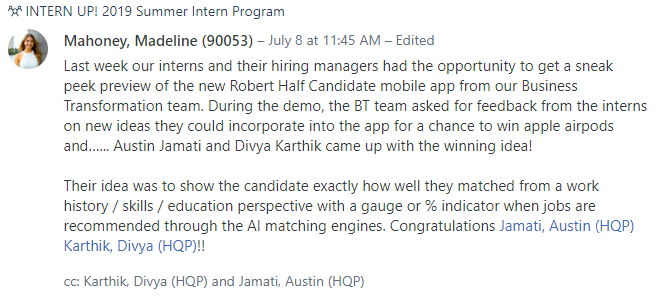 INTERN UP! 2019 Summer Intern Program
Mahoney, Madeline (90053) – July 8 at 11:45 AM – Edited
Last week our interns and their hiring managers had the opportunity to get a sneak
peek preview of the new Robert Half Candidate mobile app from our Business
Transformation team. During the demo, the BT team asked for feedback from the interns
on new ideas they could incorporate into the app for a chance to win apple airpods
and...... Austin Jamati and Divya Karthik came up with the winning idea!
Their idea was to show the candidate exactly how well they matched from a work
history / skills / education perspective with a gauge or % indicator when jobs are
recommended through the AI matching engines. Congratulations Jamati, Austin (HQP)
Karthik, Divya (HQP)!!
cc: Karthik, Divya (HQP) and Jamati, Austin (HQP)